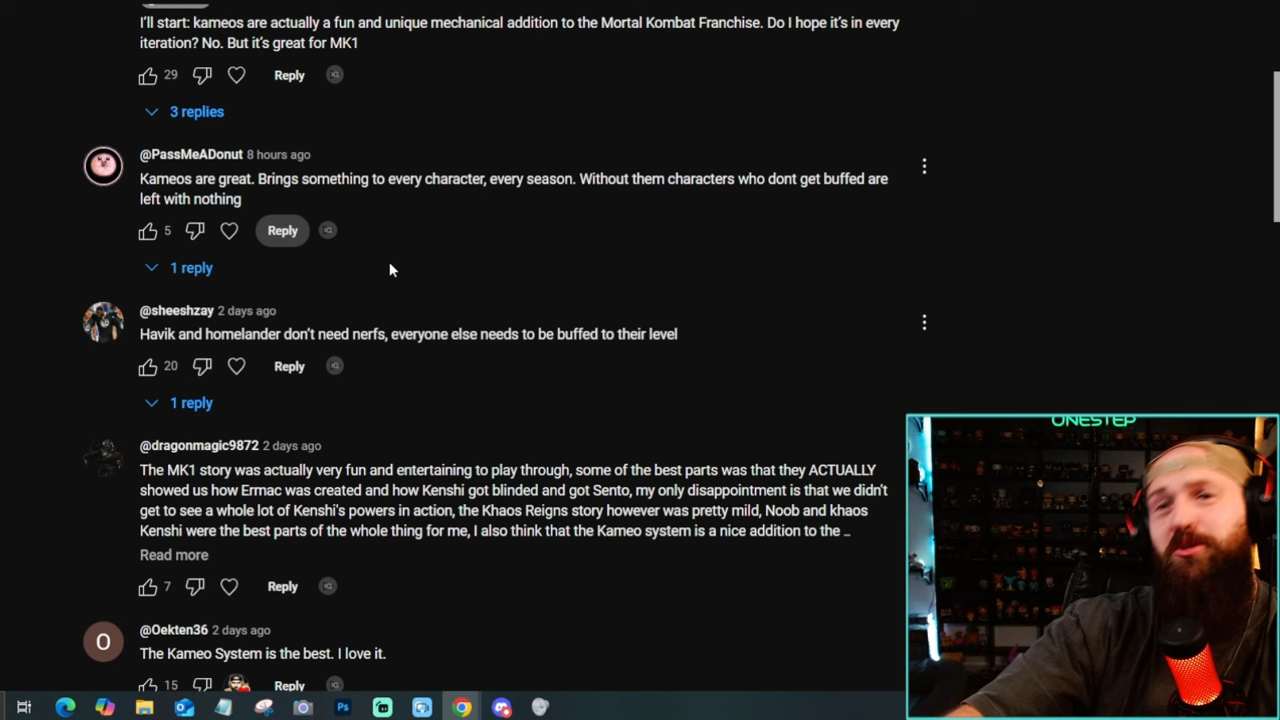 I'll start: kameos are actually a fun and unique mechanical addition to the Mortal Kombat Franchise. Do I hope it's in every
iteration? No. But it's great for MK1
29 Reply
3 replies
@PassMeADonut 8 hours ago
Kameos are great. Brings something to every character, every season. Without them characters who dont get buffed are
left with nothing
5 Reply
1 reply
@sheeshzay 2 days ago
Havik and homelander don't need nerfs, everyone else needs to be buffed to their level
20 Reply
1 reply
@dragonmagic9872 2 days ago
The MK1 story was actually very fun and entertaining to play through, some of the best parts was that they ACTUALLY
showed us how Ermac was created and how Kenshi got blinded and got Sento, my only disappointment is that we didn't
get to see a whole lot of Kenshi's powers in action, the Khaos Reigns story however was pretty mild, Noob and khaos
Kenshi were the best parts of the whole thing for me, I also think that the Kameo system is a nice addition to the ...
Read more
7 Reply
O
@Oekten36 2 days ago
The Kameo System is the best. I love it.
15 Reply
ONESTEP
Ps